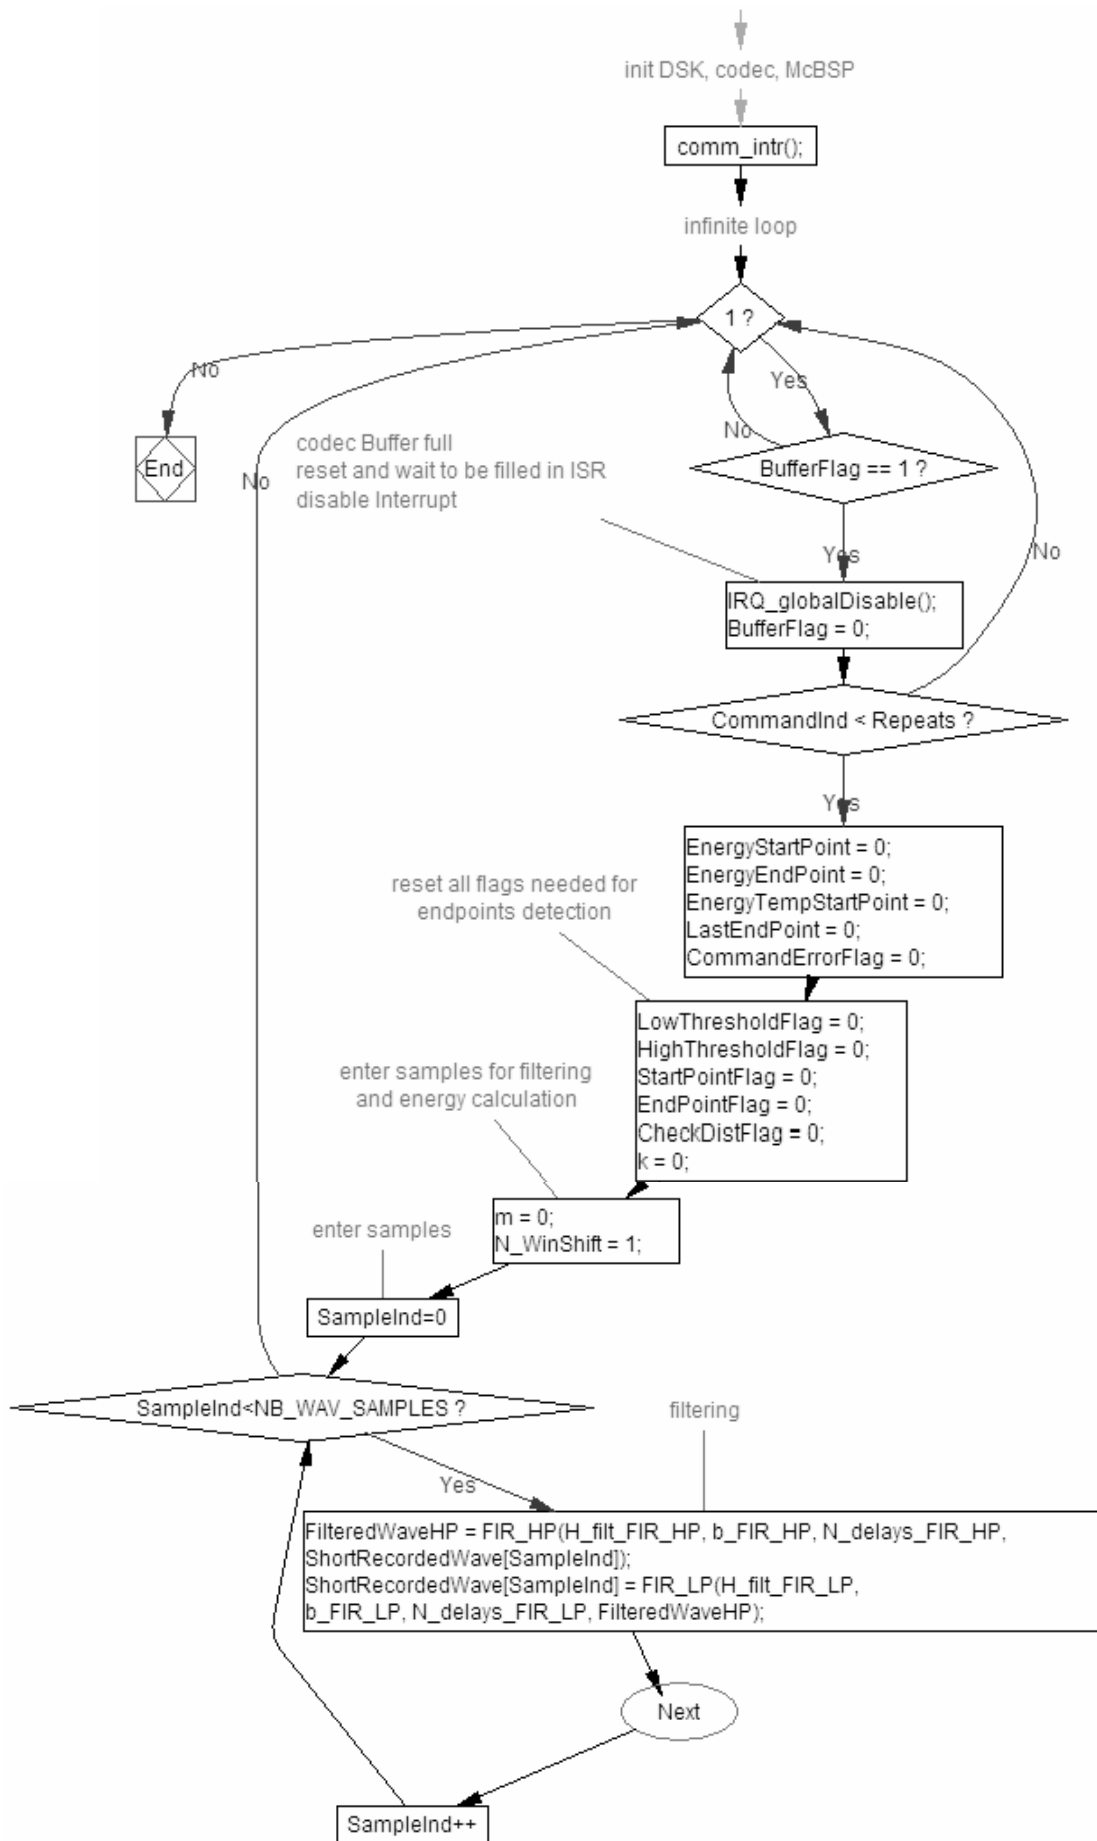 init DSK, codec, McBSP
comm_intr();
infinite loop
1 ?
No
Yes
No
End
codec Buffer full
reset and wait to be filled in ISR
disable Interrupt
No
BufferFlag == 1 ?
Yes
No
IRQ_globalDisable();
BufferFlag = 0;
CommandInd < Repeats ?
Yes
EnergyStartPoint = 0;
EnergyEndPoint = 0;
EnergyTempStartPoint = 0;
LastEndPoint = 0;
CommandErrorFlag = 0;
reset all flags needed for
endpoints detection
LowThresholdFlag = 0;
HighThresholdFlag = 0;
StartPointFlag = 0;
EndPointFlag = 0;
CheckDistFlag = 0;
k = 0;
enter samples for filtering
and energy calculation
m = 0;
N_WinShift = 1;
enter samples
SampleInd=0
SampleInd<NB_WAV_SAMPLES ?
filtering
Yes
FilteredWaveHP = FIR_HP(H_filt_FIR_HP, b_FIR_HP, N_delays_FIR_HP,
ShortRecordedWave[SampleInd]);
ShortRecordedWave[SampleInd] = FIR_LP(H_filt_FIR_LP,
b_FIR_LP, N_delays_FIR_LP, FilteredWaveHP);
Next
SampleInd++